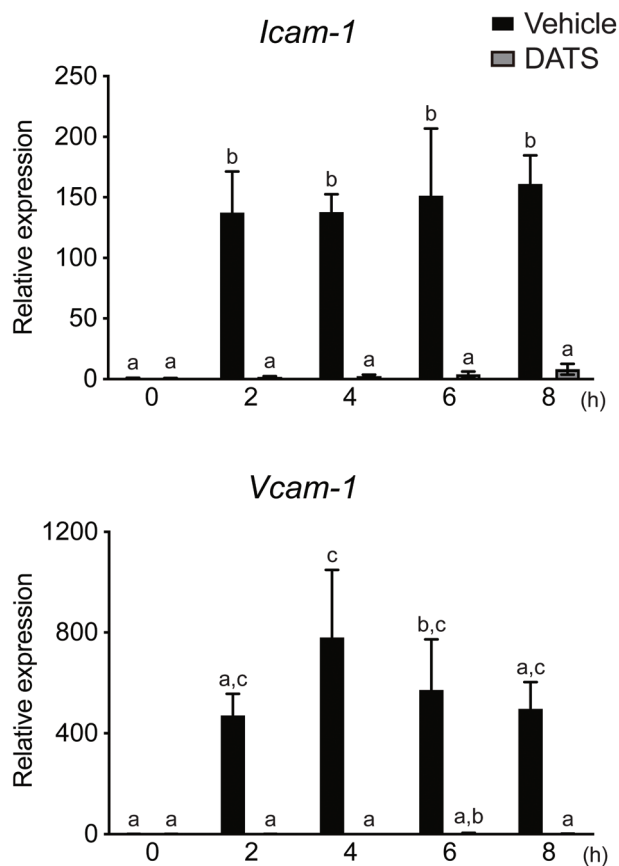 Icam-1
Vehicle
DATS
Relative expression
250
200
150
100
50
0
a a b a b a b a b a
0 2 4 6 8 (h)
Vcam-1
Relative expression
1200
800
400
0
a a a,c a c a b,c a,b a,c a
0 2 4 6 8 (h)